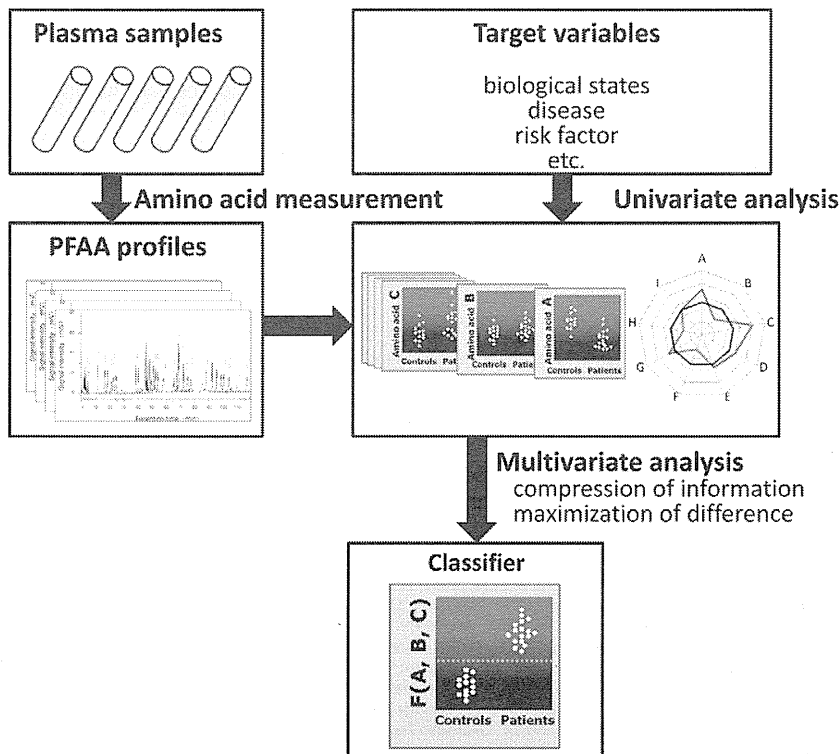 Plasma samples
Target variables
biological states
disease
risk factor
etc.
Amino acid measurement
Univariate analysis
PFAA profiles
Amino acid C
Controls Pati
Amino acid B
Controls Patie
Amino acid A
Controls Patients
A
B
C
D
E
F
G
H
I
Multivariate analysis
compression of information
maximization of difference
Classifier
F(A, B, C)
Controls Patients